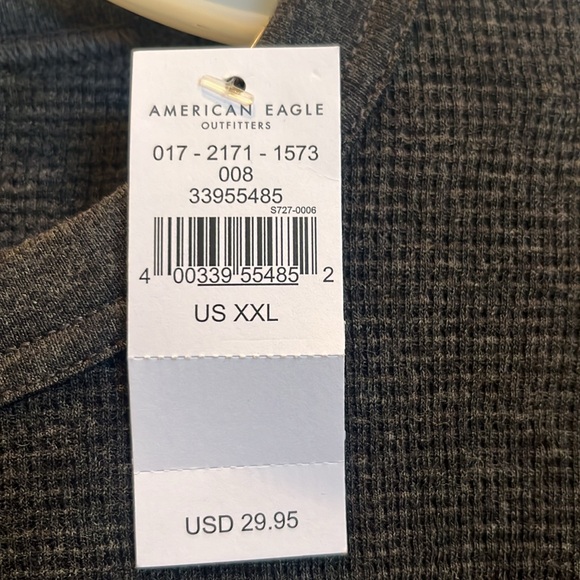 AMERICAN EAGLE
OUTFITTERS
017 - 2171 - 1573
008
33955485
S727-0006
4 00339 55485 2
US XXL
USD 29.95